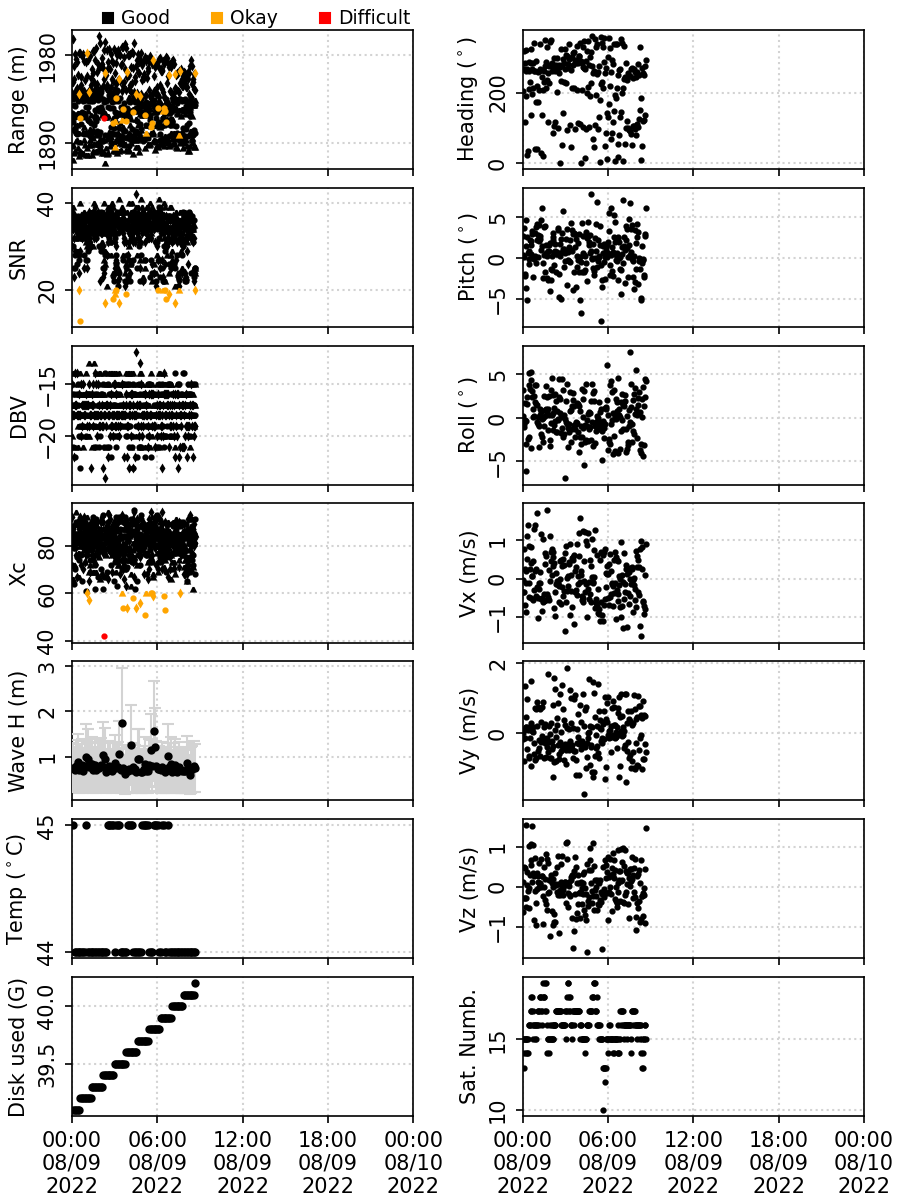 Good Okay Difficult
Range (m)
1980
1890
Heading (°)
200
0
SNR
40
20
Pitch (°)
5
0
−5
DBV
−15
−20
Roll (°)
5
0
−5
Xc
80
60
40
Vx (m/s)
1
0
−1
Wave H (m)
3
2
1
Vy (m/s)
2
0
Temp (°C)
45
44
Vz (m/s)
1
0
−1
Disk used (G)
40.0
39.5
Sat. Numb.
15
10
00:00 06:00 12:00 18:00 00:00
08/09 08/09 08/09 08/09 08/10
2022 2022 2022 2022 2022
00:00 06:00 12:00 18:00 00:00
08/09 08/09 08/09 08/09 08/10
2022 2022 2022 2022 2022